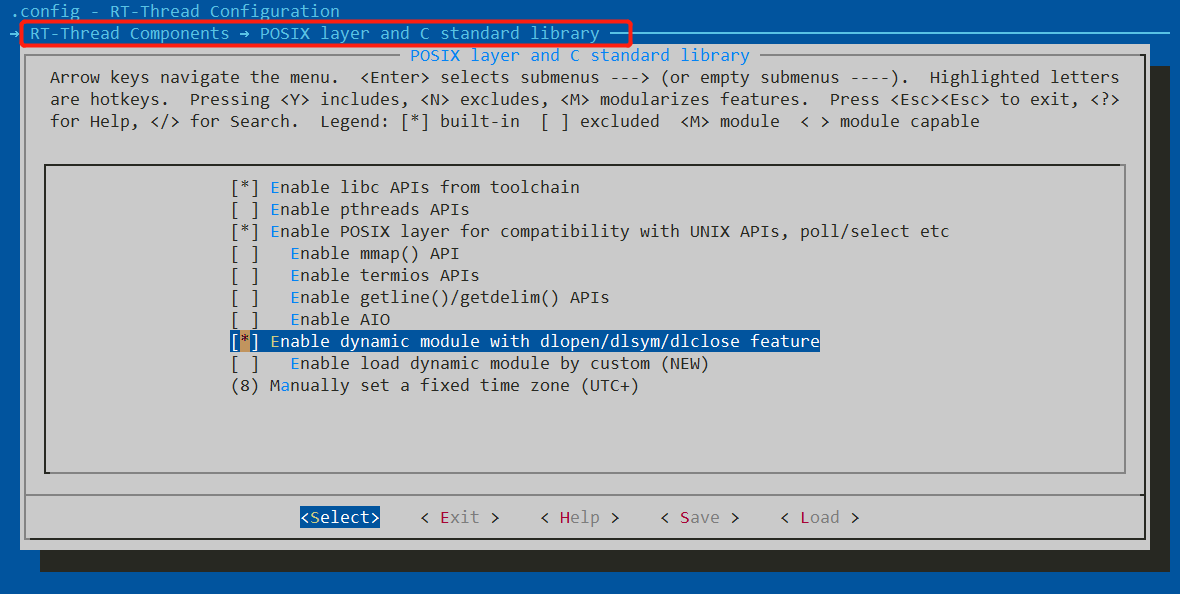 .config - RT-Thread Configuration
→ RT-Thread Components → POSIX layer and C standard library
POSIX layer and C standard library
Arrow keys navigate the menu.  <Enter> selects submenus ---> (or empty submenus ----).  Highlighted letters
are hotkeys.  Pressing <Y> includes, <N> excludes, <M> modularizes features.  Press <Esc><Esc> to exit, <?>
for Help, </> for Search.  Legend: [*] built-in  [ ] excluded  <M> module  < > module capable
[*] Enable libc APIs from toolchain
[ ] Enable pthreads APIs
[*] Enable POSIX layer for compatibility with UNIX APIs, poll/select etc
[ ]   Enable mmap() API
[ ]   Enable termios APIs
[ ]   Enable getline()/getdelim() APIs
[ ]   Enable AIO
[*] Enable dynamic module with dlopen/dlsym/dlclose feature
[ ]   Enable load dynamic module by custom (NEW)
(8) Manually set a fixed time zone (UTC+)
<Select>    < Exit >    < Help >    < Save >    < Load >